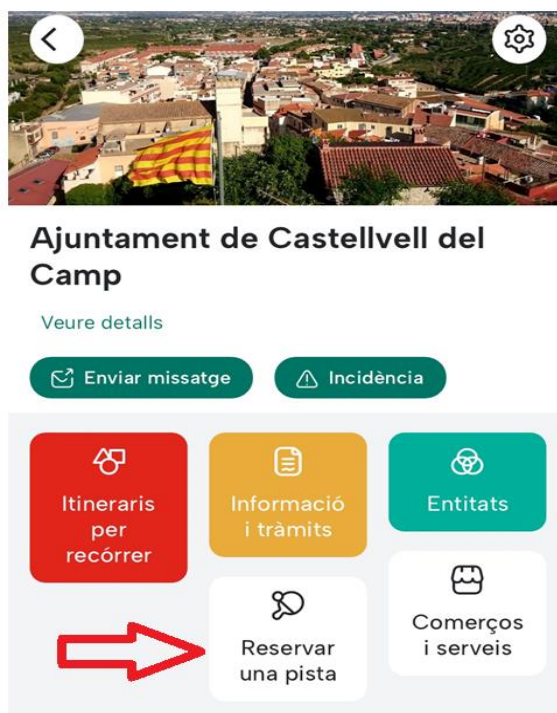 Ajuntament de Castellvell del
Camp
Veure detalls
Enviar missatge
Incidència
Itineraris
per
recórrer
Informació
i tràmits
Entitats
Reservar
una pista
Comerços
i serveis